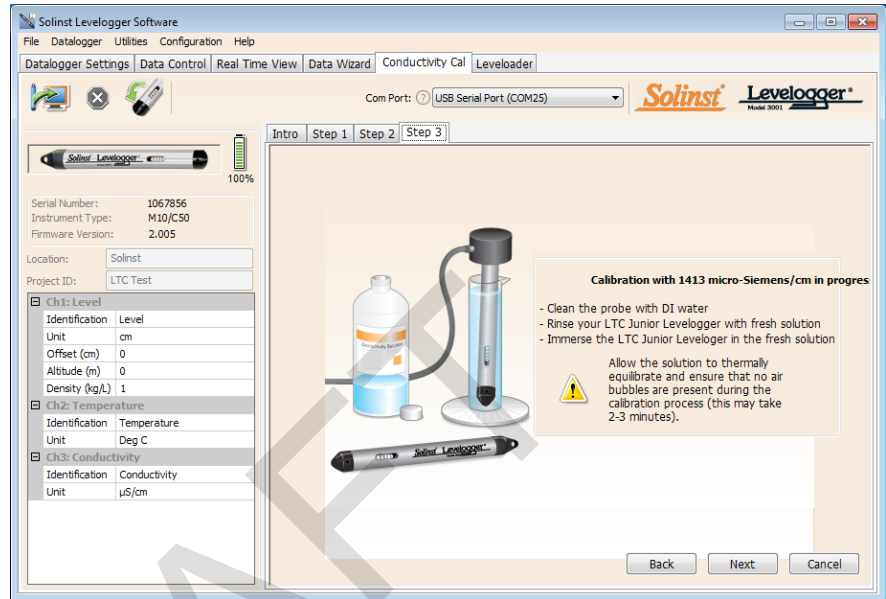 Solinst Levelogger Software
File Datalogger Utilities Configuration Help
Datalogger Settings Data Control Real Time View Data Wizard Conductivity Cal Leveloader
Com Port: ? USB Serial Port (COM25)
Solinst Levelogger
Model 3001
Intro Step 1 Step 2 Step 3
Solinst Levelogger
100%
Serial Number: 1067856
Instrument Type: M10/C50
Firmware Version: 2.005
Location: Solinst
Project ID: LTC Test
Ch1: Level
Identification Level
Unit cm
Offset (cm) 0
Altitude (m) 0
Density (kg/L) 1
Ch2: Temperature
Identification Temperature
Unit Deg C
Ch3: Conductivity
Identification Conductivity
Unit µS/cm
Conductivity Solution
Calibration with 1413 micro-Siemens/cm in progres
- Clean the probe with DI water
- Rinse your LTC Junior Levelogger with fresh solution
- Immerse the LTC Junior Leveloger in the fresh solution
Allow the solution to thermally
equilibrate and ensure that no air
bubbles are present during the
calibration process (this may take
2-3 minutes).
Solinst Levelogger
Back Next Cancel